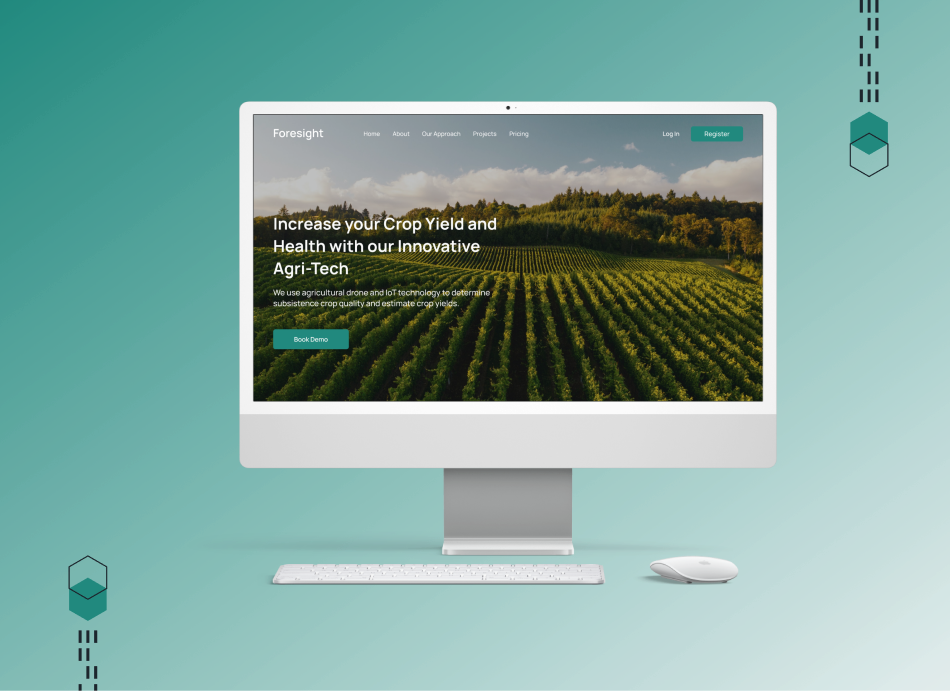 Foresight
Home About Our Approach Projects Pricing
Log In Register
Increase your Crop Yield and
Health with our Innovative
Agri-Tech
We use agricultural drone and IoT technology to determine
subsistence crop quality and estimate crop yields.
Book Demo